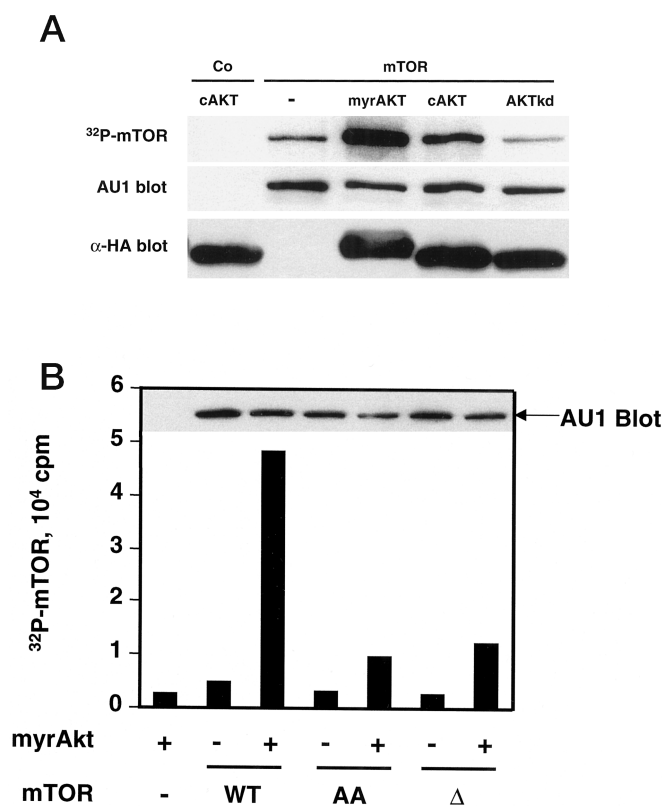 A
Co mTOR
cAKT - myrAKT cAKT AKTkd
³²P-mTOR
AU1 blot
α-HA blot
B
6
5
4
3
2
1
0
³²P-mTOR, 10⁴ cpm
AU1 Blot
myrAkt + - + - + - +
mTOR - WT AA Δ